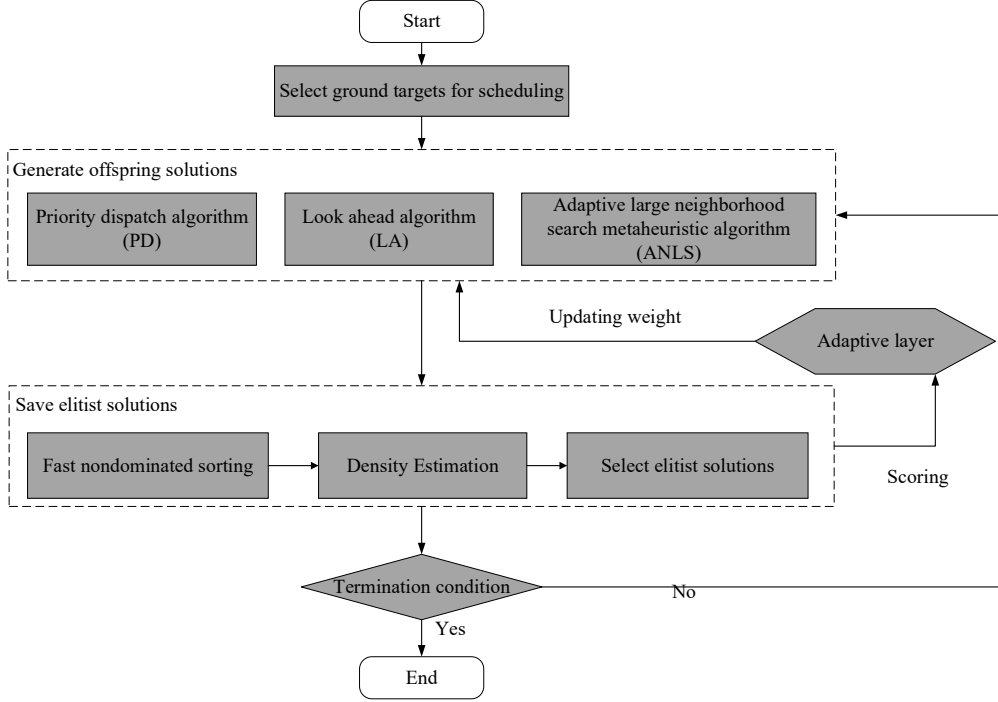 Start
Select ground targets for scheduling
Generate offspring solutions
Priority dispatch algorithm
(PD)
Look ahead algorithm
(LA)
Adaptive large neighborhood
search metaheuristic algorithm
(ANLS)
Updating weight
Adaptive layer
Save elitist solutions
Fast nondominated sorting
Density Estimation
Select elitist solutions
Scoring
Termination condition
No
Yes
End